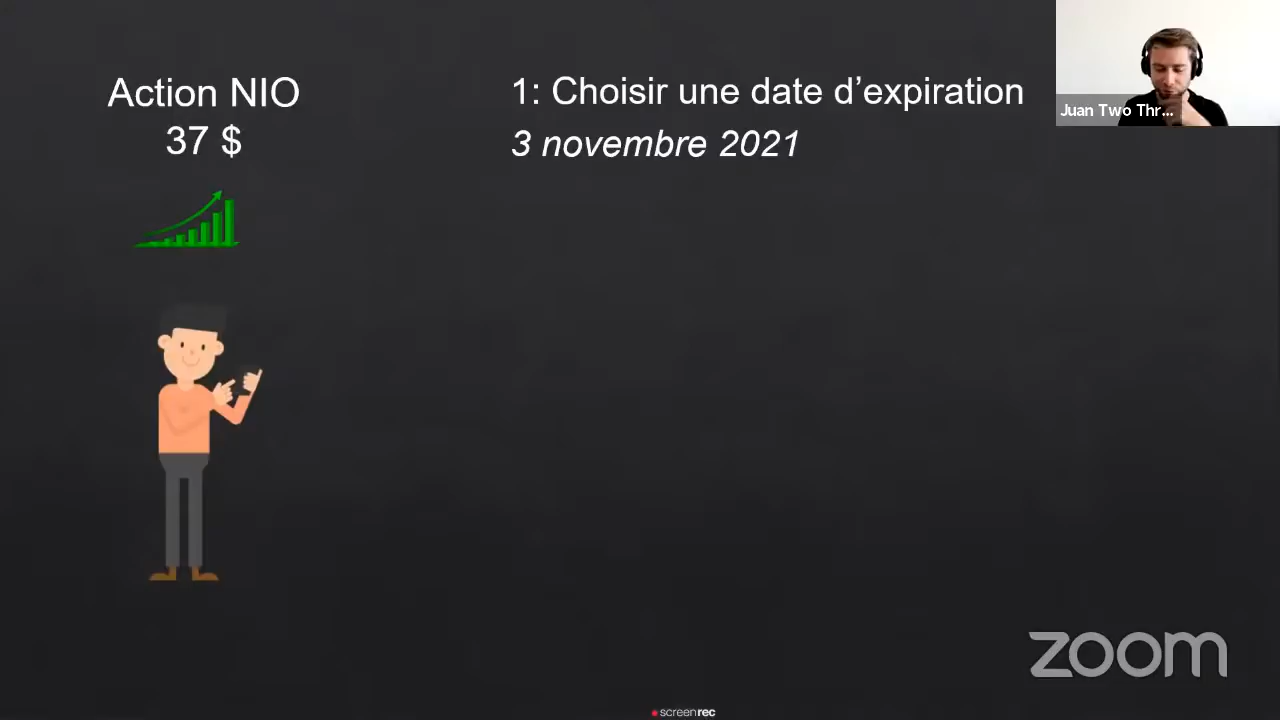 Action NIO
37 $
1: Choisir une date d’expiration
3 novembre 2021
Juan Two Thr...
zoom
screenrec